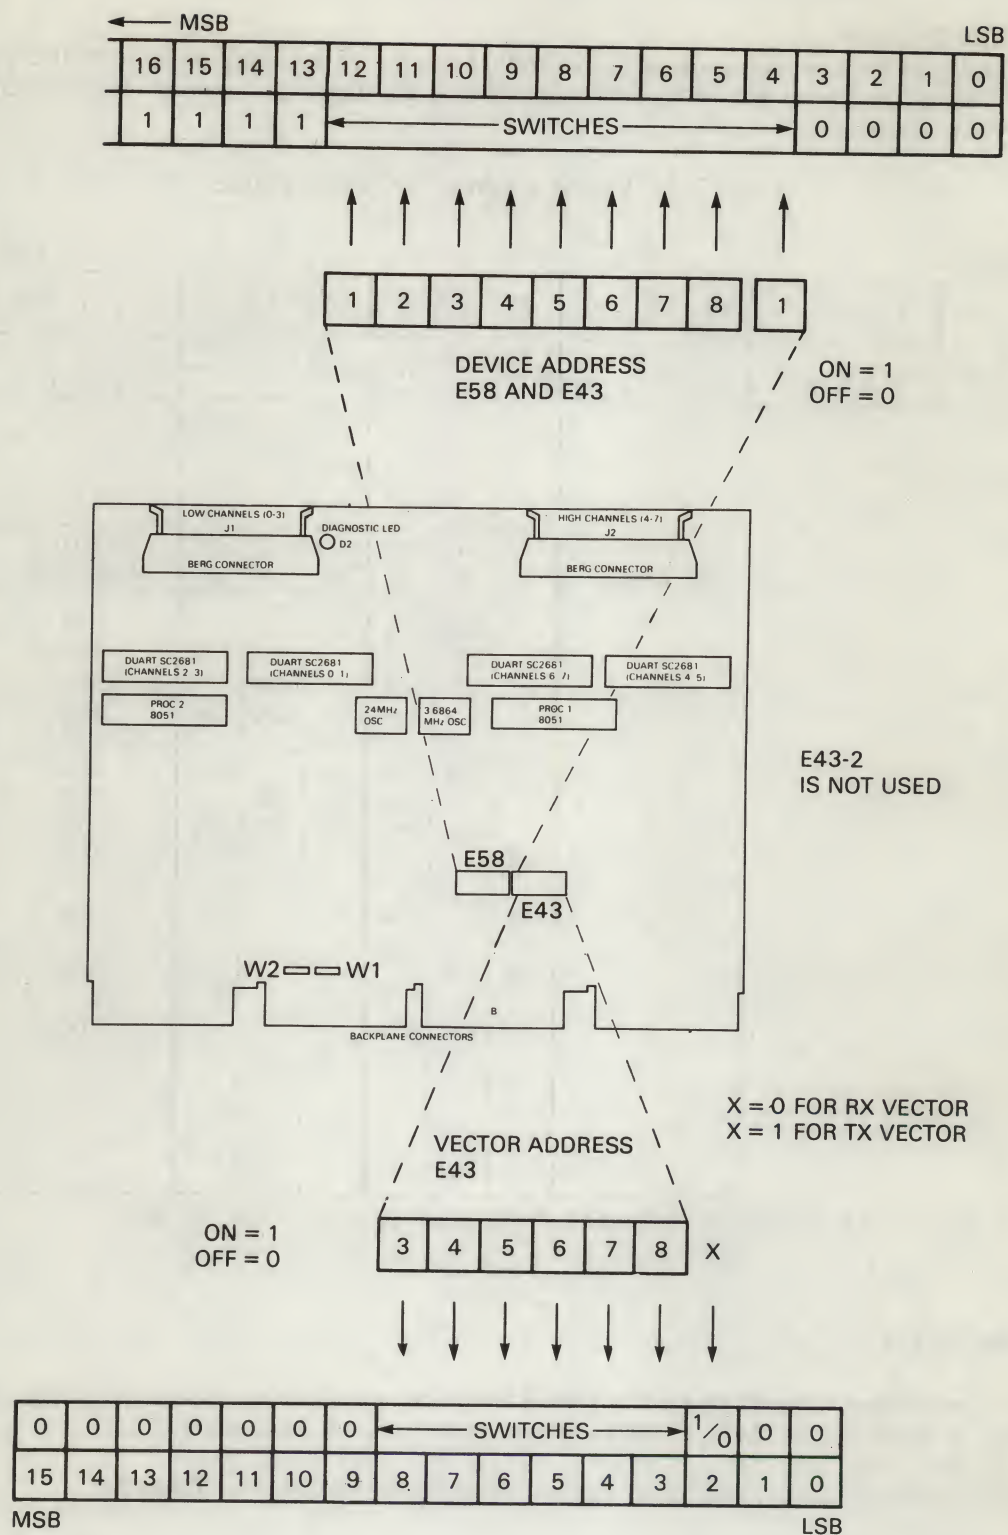 MSB LSB
16 15 14 13 12 11 10 9 8 7 6 5 4 3 2 1 0
1 1 1 1 SWITCHES 0 0 0 0
1 2 3 4 5 6 7 8 1
DEVICE ADDRESS
E58 AND E43
ON = 1
OFF = 0
LOW CHANNELS (0-3)
J1
BERG CONNECTOR
DIAGNOSTIC LED
D2
HIGH CHANNELS (4-7)
J2
BERG CONNECTOR
DUART SC2681
(CHANNELS 2 3)
DUART SC2681
(CHANNELS 0 1)
DUART SC2681
(CHANNELS 6 7)
DUART SC2681
(CHANNELS 4 5)
PROC 2
8051
24MHz
OSC
3 6864
MHz OSC
PROC 1
8051
E43-2
IS NOT USED
E58
E43
W2 W1
B
BACKPLANE CONNECTORS
X = 0 FOR RX VECTOR
X = 1 FOR TX VECTOR
VECTOR ADDRESS
E43
ON = 1
OFF = 0
3 4 5 6 7 8 X
0 0 0 0 0 0 0 SWITCHES 1/0 0 0
15 14 13 12 11 10 9 8 7 6 5 4 3 2 1 0
MSB LSB